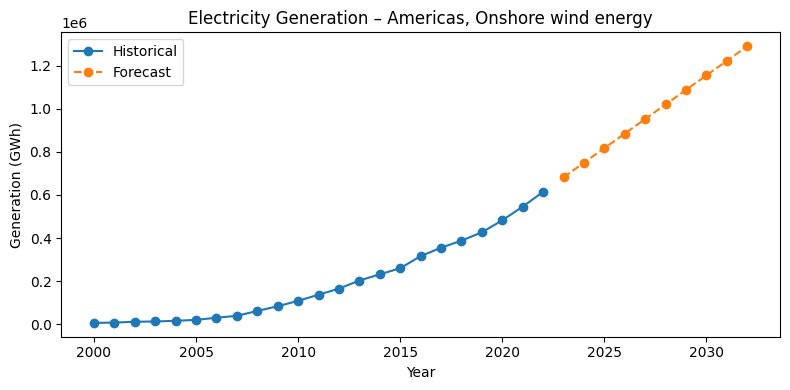 Electricity Generation – Americas, Onshore wind energy
1e6
Historical
Forecast
1.2
1.0
0.8
0.6
0.4
0.2
0.0
Generation (GWh)
2000 2005 2010 2015 2020 2025 2030
Year